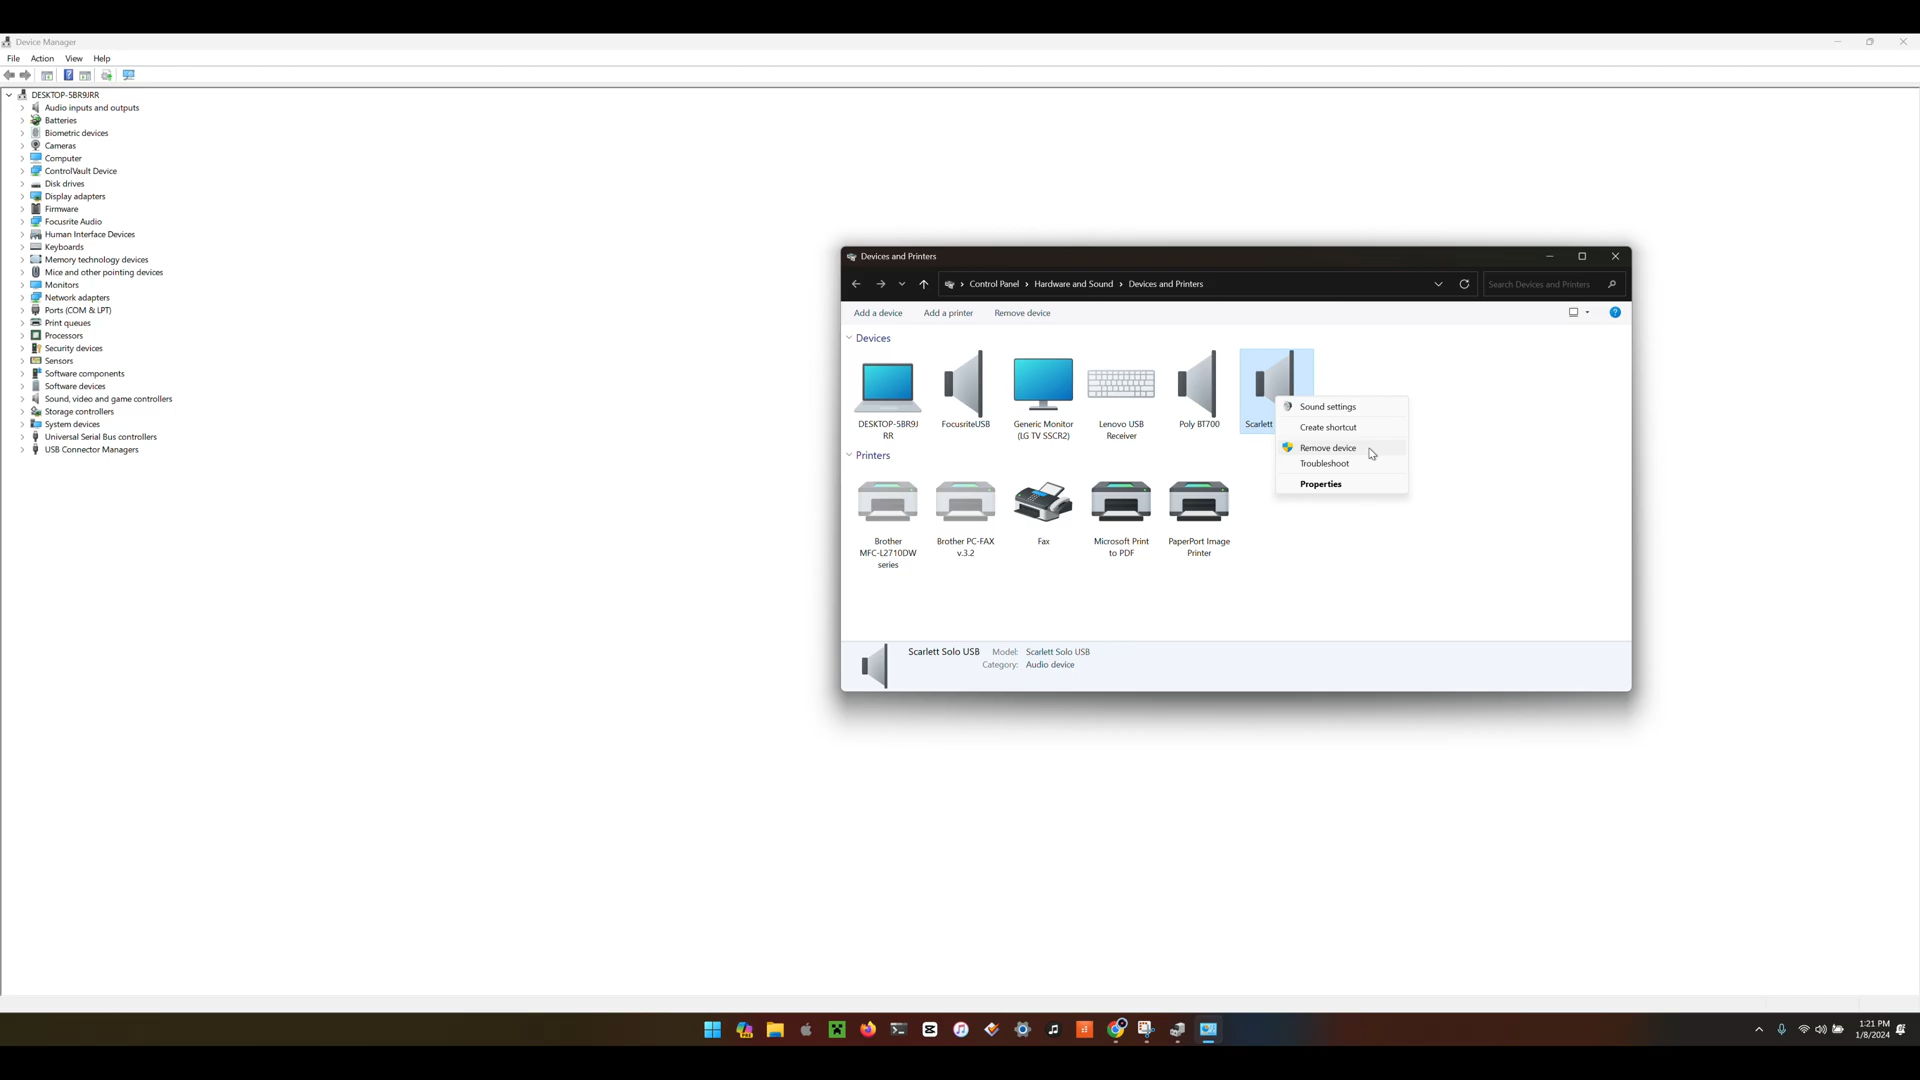 Device Manager
File Action View Help
DESKTOP-5BR9JRR
Audio inputs and outputs
Batteries
Biometric devices
Cameras
Computer
ControlVault Device
Disk drives
Display adapters
Firmware
Focusrite Audio
Human Interface Devices
Keyboards
Memory technology devices
Mice and other pointing devices
Monitors
Network adapters
Ports (COM & LPT)
Print queues
Processors
Security devices
Sensors
Software components
Software devices
Sound, video and game controllers
Storage controllers
System devices
Universal Serial Bus controllers
USB Connector Managers
Devices and Printers
Control Panel › Hardware and Sound › Devices and Printers
Search Devices and Printers
Add a device Add a printer Remove device
Devices
DESKTOP-5BR9J
RR
FocusriteUSB
Generic Monitor
(LG TV SSCR2)
Lenovo USB
Receiver
Poly BT700
Scarlett
Sound settings
Create shortcut
Remove device
Troubleshoot
Properties
Printers
Brother
MFC-L2710DW
series
Brother PC-FAX
v.3.2
Fax
Microsoft Print
to PDF
PaperPort Image
Printer
Scarlett Solo USB Model: Scarlett Solo USB
Category: Audio device
1:21 PM
1/8/2024